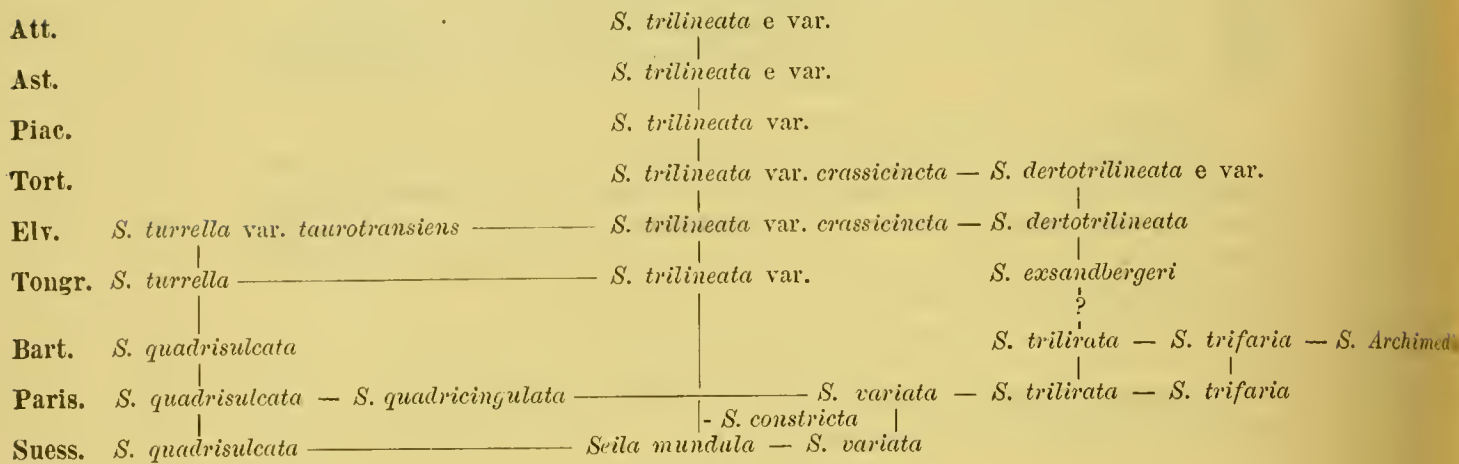 Att. S. trilineata e var.
Ast. S. trilineata e var.
Piac. S. trilineata var.
Tort. S. trilineata var. crassicincta — S. dertotrilineata e var.
Elv. S. turrella var. taurotransiens — S. trilineata var. crassicincta — S. dertotrilineata
Tongr. S. turrella — S. trilineata var. S. exsandbergeri
?
Bart. S. quadrisulcata S. trilirata — S. trifaria — S. Archimedi
Paris. S. quadrisulcata — S. quadricingulata — S. variata — S. trilirata — S. trifaria
- S. constricta
Suess. S. quadrisulcata — Seila mundula — S. variata